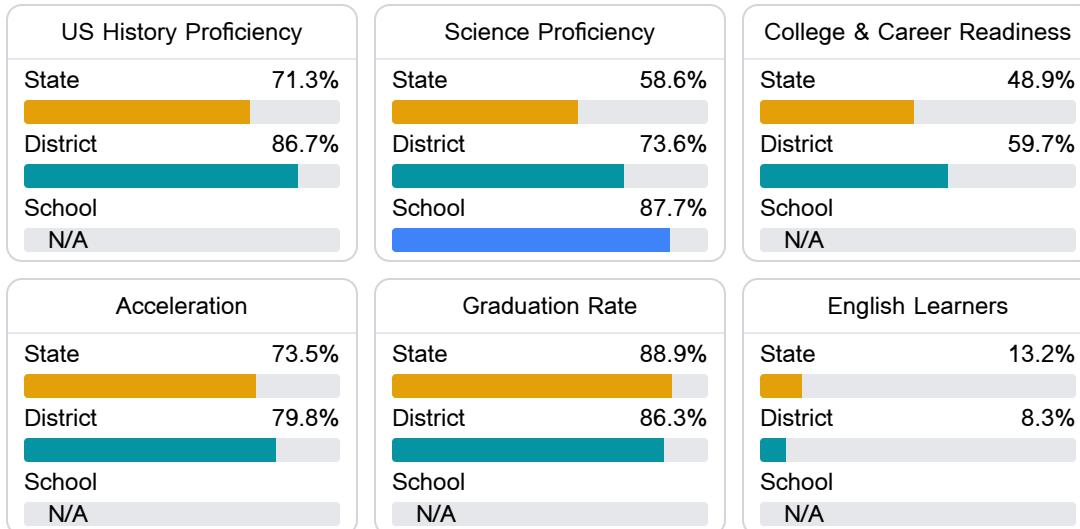 US History Proficiency
State 71.3%
District 86.7%
School
N/A
Science Proficiency
State 58.6%
District 73.6%
School 87.7%
College & Career Readiness
State 48.9%
District 59.7%
School
N/A
Acceleration
State 73.5%
District 79.8%
School
N/A
Graduation Rate
State 88.9%
District 86.3%
School
N/A
English Learners
State 13.2%
District 8.3%
School
N/A